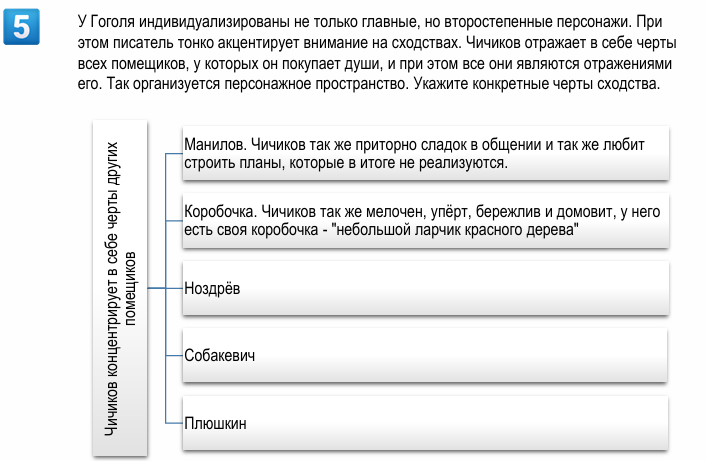 5
У Гоголя индивидуализированы не только главные, но второстепенные персонажи. При
этом писатель тонко акцентирует внимание на сходствах. Чичиков отражает в себе черты
всех помещиков, у которых он покупает души, и при этом все они являются отражениями
его. Так организуется персонажное пространство. Укажите конкретные черты сходства.
Чичиков концентрирует в себе черты других
помещиков
Манилов. Чичиков так же приторно сладок в общении и так же любит
строить планы, которые в итоге не реализуются.
Коробочка. Чичиков так же мелочен, упёрт, бережлив и домовит, у него
есть своя коробочка - "небольшой ларчик красного дерева"
Ноздрёв
Собакевич
Плюшкин